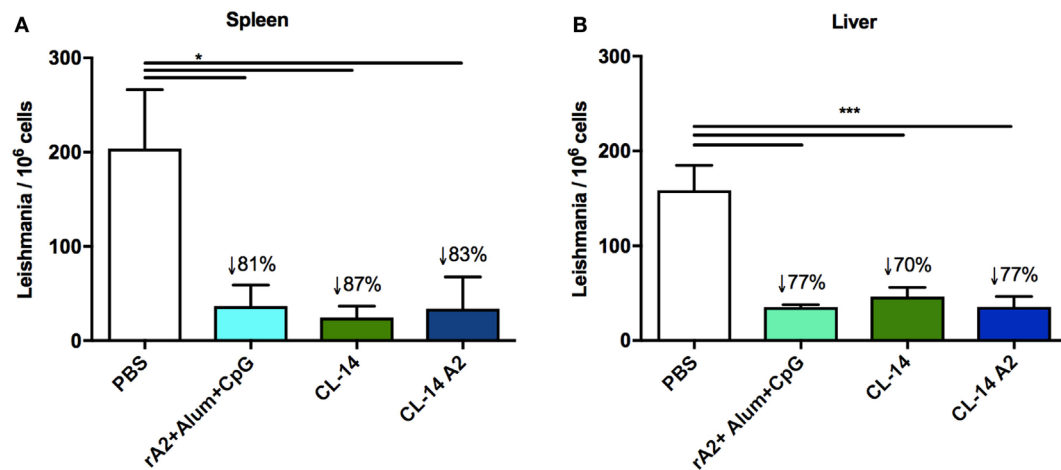 A
Spleen
Leishmania / 10⁶ cells
300
200
100
0
*
↓81%
↓87%
↓83%
PBS
rA2+Alum+CpG
CL-14
CL-14 A2
B
Liver
Leishmania / 10⁶ cells
300
200
100
0
***
↓77%
↓70%
↓77%
PBS
rA2+ Alum+CpG
CL-14
CL-14 A2